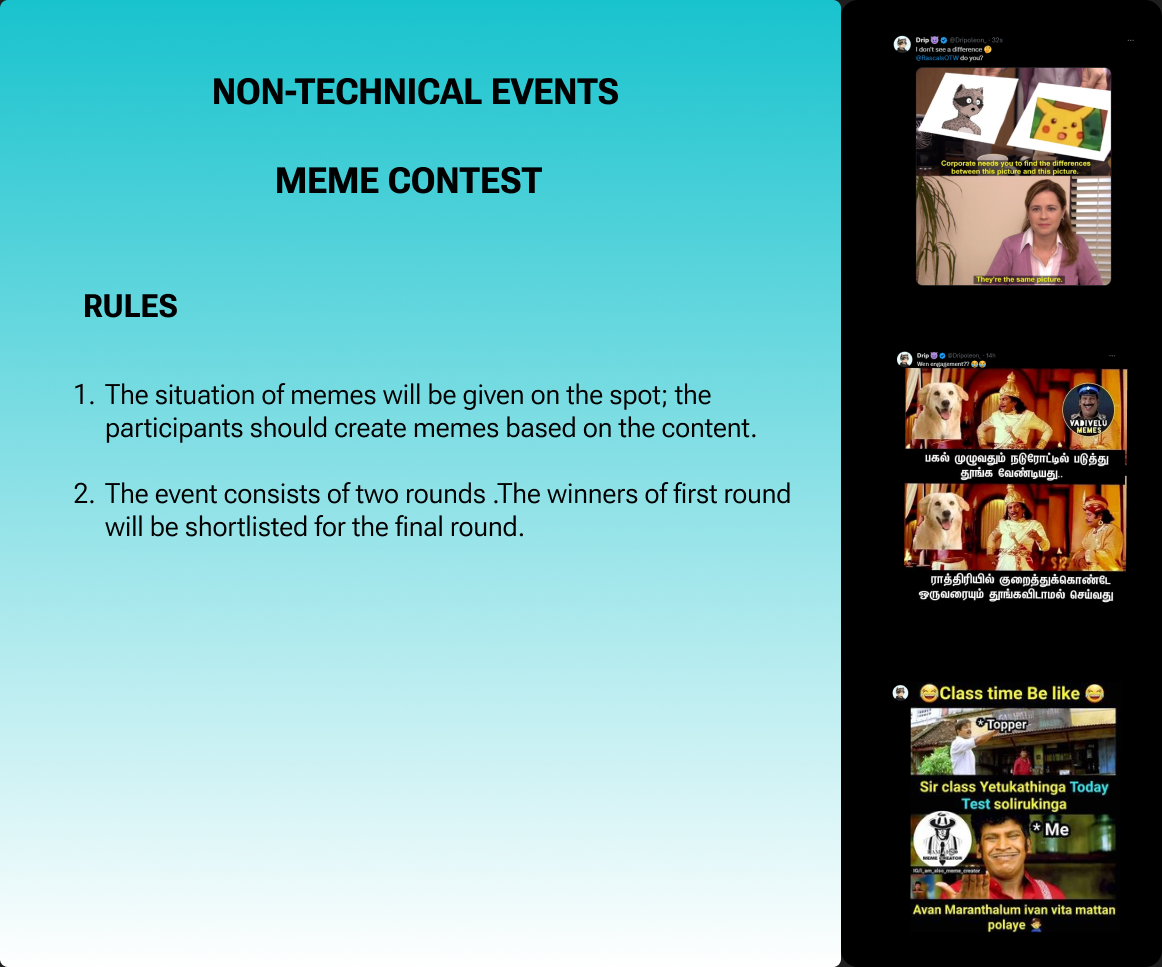 NON-TECHNICAL EVENTS
MEME CONTEST
RULES
1. The situation of memes will be given on the spot; the
participants should create memes based on the content.
2. The event consists of two rounds .The winners of first round
will be shortlisted for the final round.
Drip 😈 @Dripoleon_ · 32s
I don't see a difference 🤔
@RascalsOTW do you?
Corporate needs you to find the differences
between this picture and this picture.
They're the same picture.
Drip 😈 @Dripoleon_ · 14h
Wen engagement?? 😂😂
VADIVELU
MEMES
பகல் முழுவதும் நடுரோட்டில் படுத்து
தூங்க வேண்டியது..
ராத்திரியில் குறைத்துக்கொண்டே
ஒருவரையும் தூங்கவிடாமல் செய்வது
😂Class time Be like 😂
*Topper
Sir class Yetukathinga Today
Test solirukinga
* Me
MEME CREATOR
IG/i_am_also_meme_creator
Avan Maranthalum ivan vita mattan
polaye 🤦